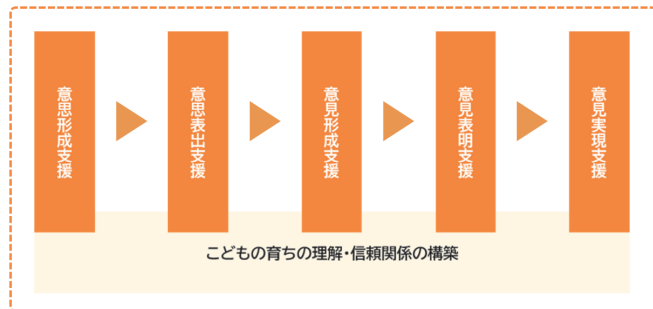 意思形成支援
意思表出支援
意見形成支援
意見表明支援
意見実現支援
こどもの育ちの理解・信頼関係の構築